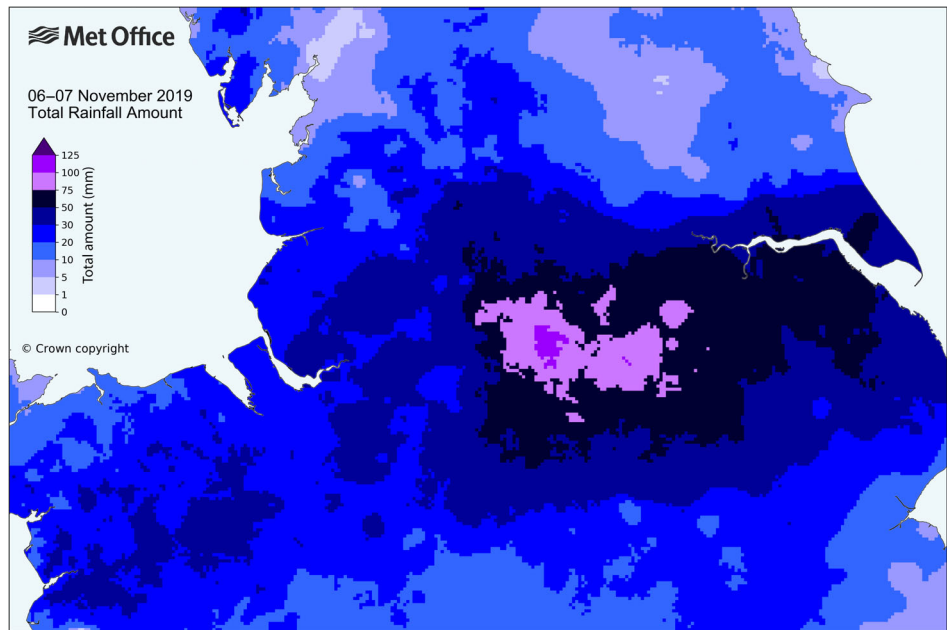 Met Office
06–07 November 2019
Total Rainfall Amount
125
100
75
50
30
20
10
5
1
0
Total amount (mm)
© Crown copyright